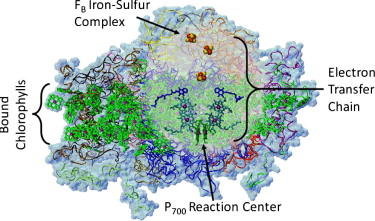 F_B Iron-Sulfur
Complex
Electron
Transfer
Chain
Bound
Chlorophylls
P_700 Reaction Center